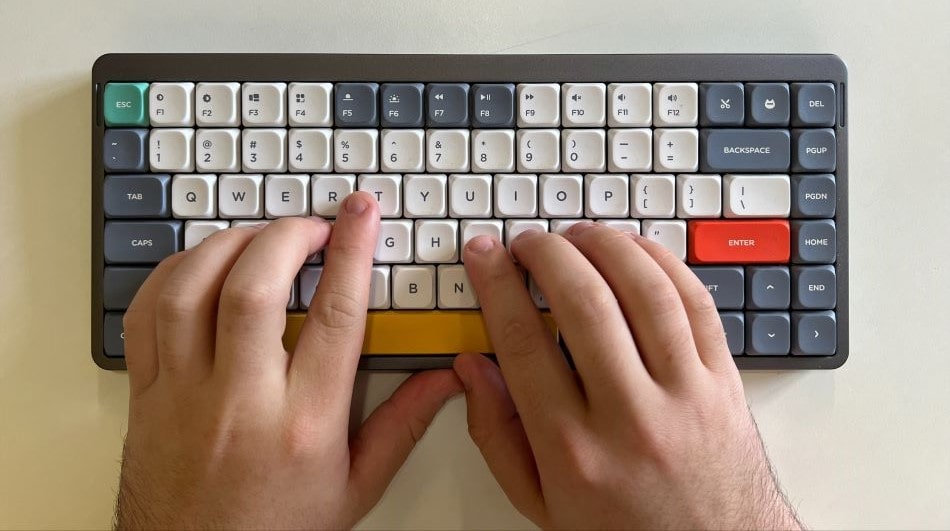 ESC F1 F2 F3 F4 F5 F6 F7 F8 F9 F10 F11 F12 DEL
~ ! @ # $ % ^ & * ( ) — + BACKSPACE PGUP
` 1 2 3 4 5 6 7 8 9 0 - =
TAB Q W E R T Y U I O P { } | PGDN
[ ] \
CAPS G H " ENTER HOME
B N END